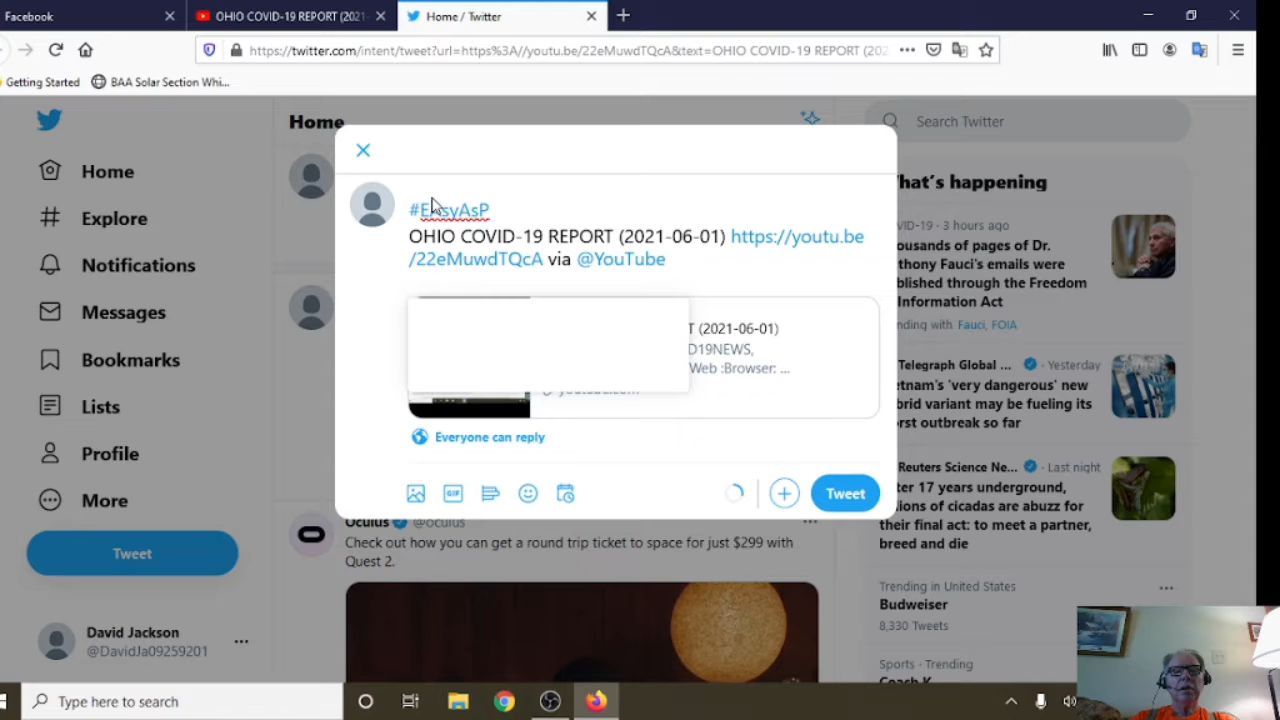 Facebook
OHIO COVID-19 REPORT (2021-
Home / Twitter
https://twitter.com/intent/tweet?url=https%3A//youtu.be/22eMuwdTQcA&text=OHIO COVID-19 REPORT (202
Getting Started
BAA Solar Section Whi...
Home
Explore
Notifications
Messages
Bookmarks
Lists
Profile
More
Tweet
David Jackson
@DavidJa09259201
Home
#EasyAsP
OHIO COVID-19 REPORT (2021-06-01) https://youtu.be
/22eMuwdTQcA via @YouTube
T (2021-06-01)
D19NEWS,
Web :Browser: ...
Everyone can reply
GIF
Tweet
Oculus @oculus
Check out how you can get a round trip ticket to space for just $299 with
Quest 2.
Search Twitter
hat's happening
VID-19 · 3 hours ago
ousands of pages of Dr.
thony Fauci's emails were
blished through the Freedom
Information Act
nding with Fauci, FOIA
Telegraph Global ... · Yesterday
etnam's 'very dangerous' new
brid variant may be fueling its
orst outbreak so far
Reuters Science Ne... · Last night
ter 17 years underground,
lions of cicadas are abuzz for
their final act: to meet a partner,
breed and die
Trending in United States
Budweiser
8,330 Tweets
Sports · Trending
Coach K
Type here to search